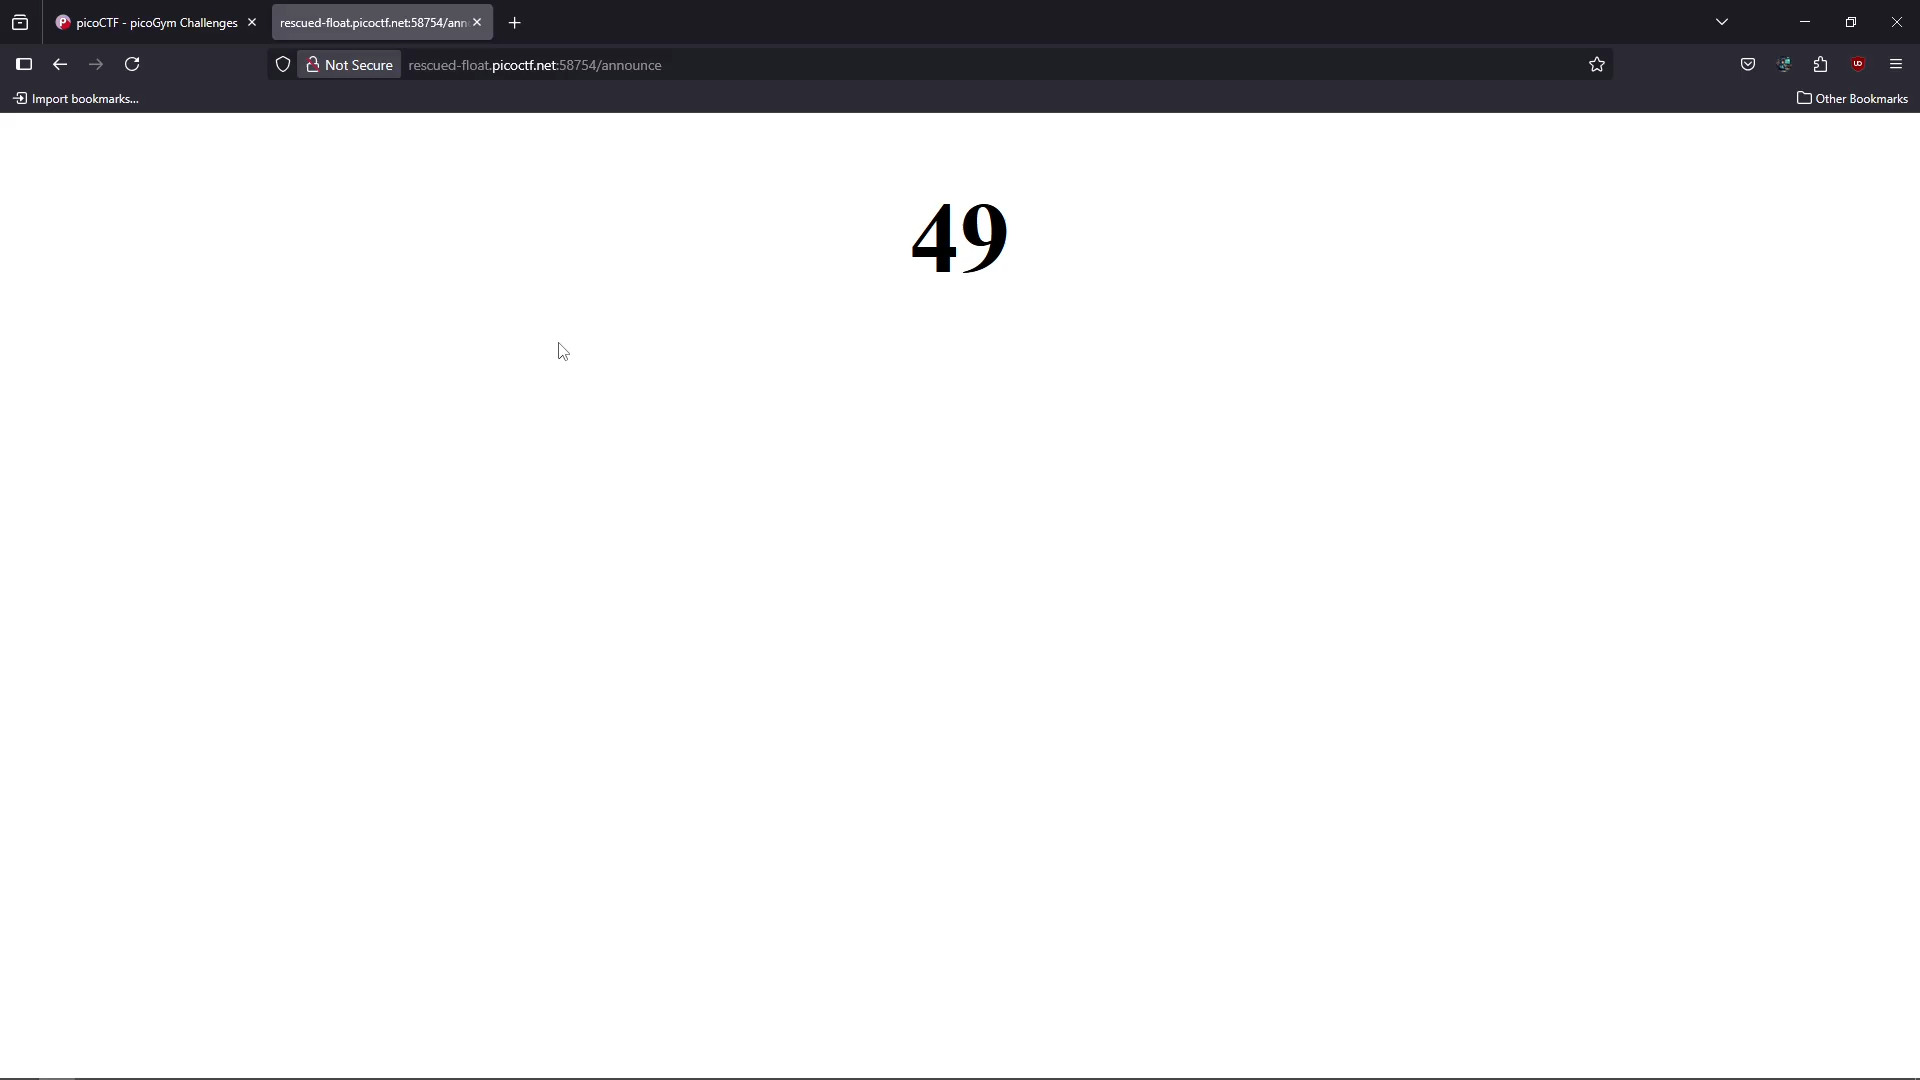 picoCTF - picoGym Challenges
rescued-float.picoctf.net:58754/ann
Not Secure
rescued-float.picoctf.net:58754/announce
Import bookmarks...
Other Bookmarks
49